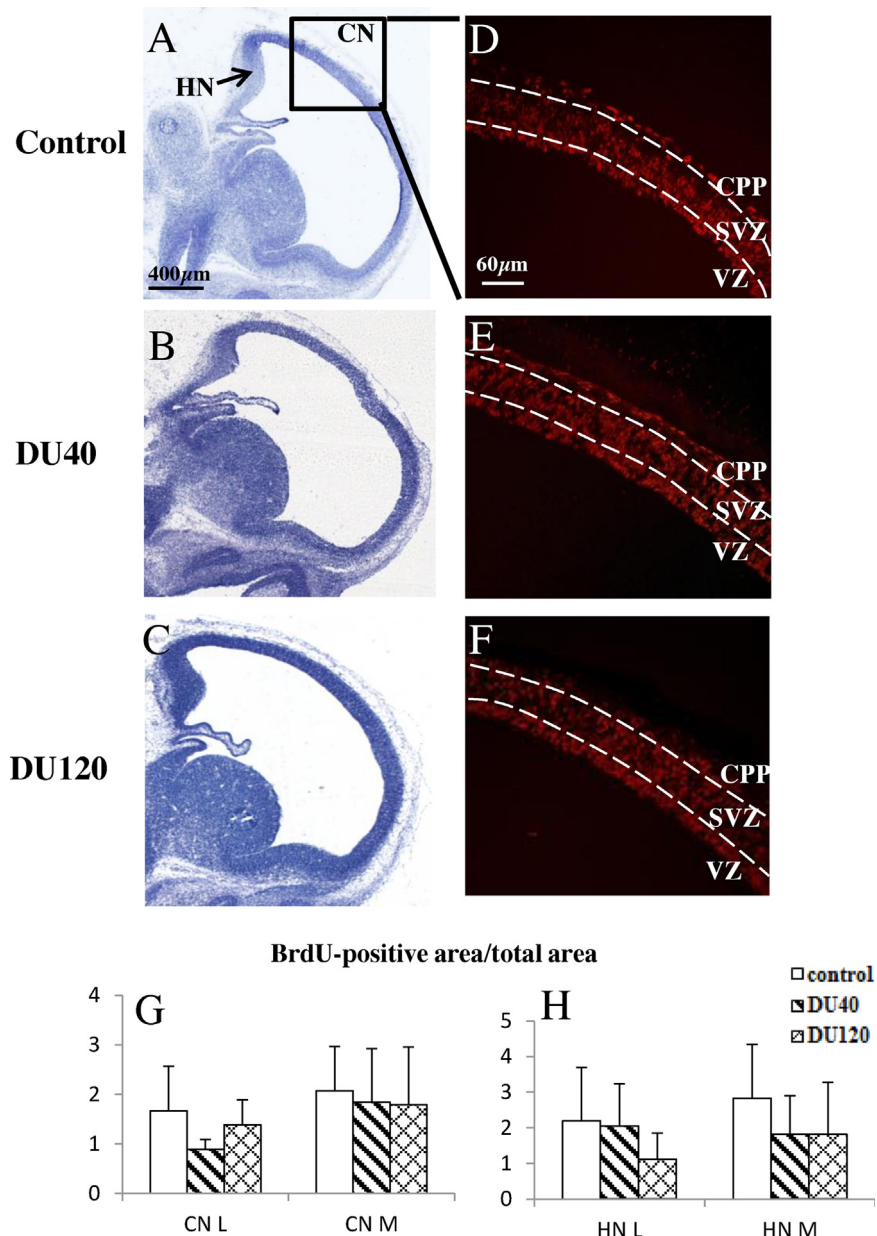 A
CN
HN
Control
400µm
D
CPP
SVZ
VZ
60µm
B
DU40
E
CPP
SVZ
VZ
C
DU120
F
CPP
SVZ
VZ
BrdU-positive area/total area
G
4
3
2
1
0
CN L
CN M
H
5
4
3
2
1
0
HN L
HN M
control
DU40
DU120